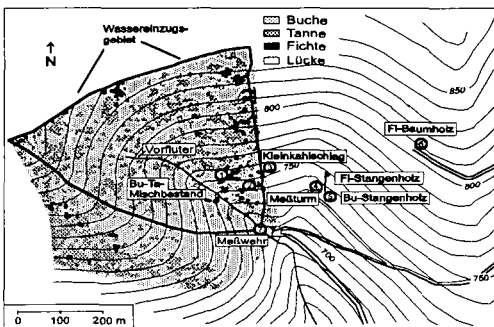 Wassereinzugs-
gebiet
N
Buche
Tanne
Fichte
Lücke
850
800
Fi-Baumholz
Vorfluter
Kleinkahlschlag
750
800
Fi-Stangenholz
Bu-Ta-
Mischbestand
Meßturm
Bu-Stangenholz
Meßwehr
700
750
0 100 200 m